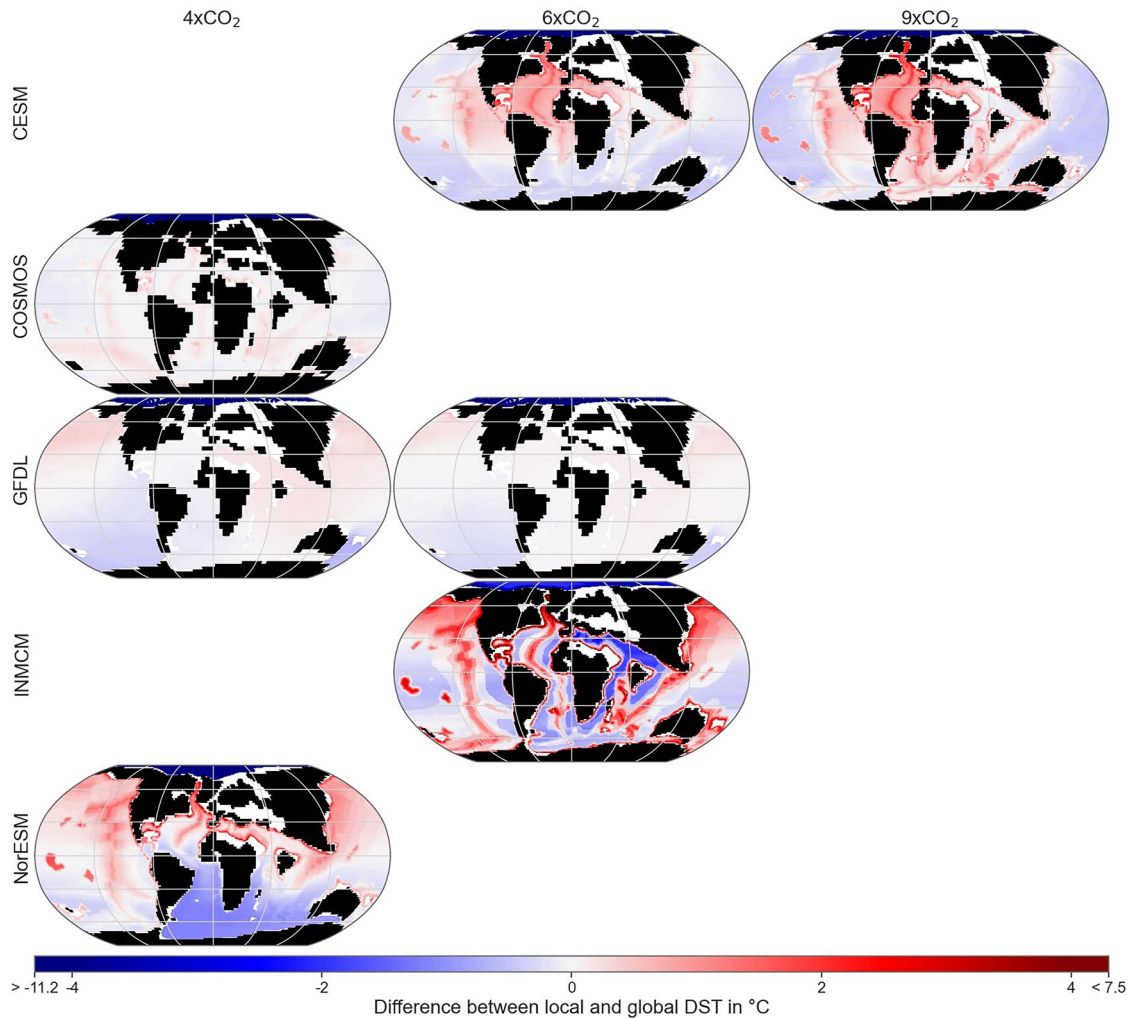 4xCO₂ 6xCO₂ 9xCO₂
CESM
COSMOS
GFDL
INMCM
NorESM
> -11.2 -4 -2 0 2 4 < 7.5
Difference between local and global DST in °C